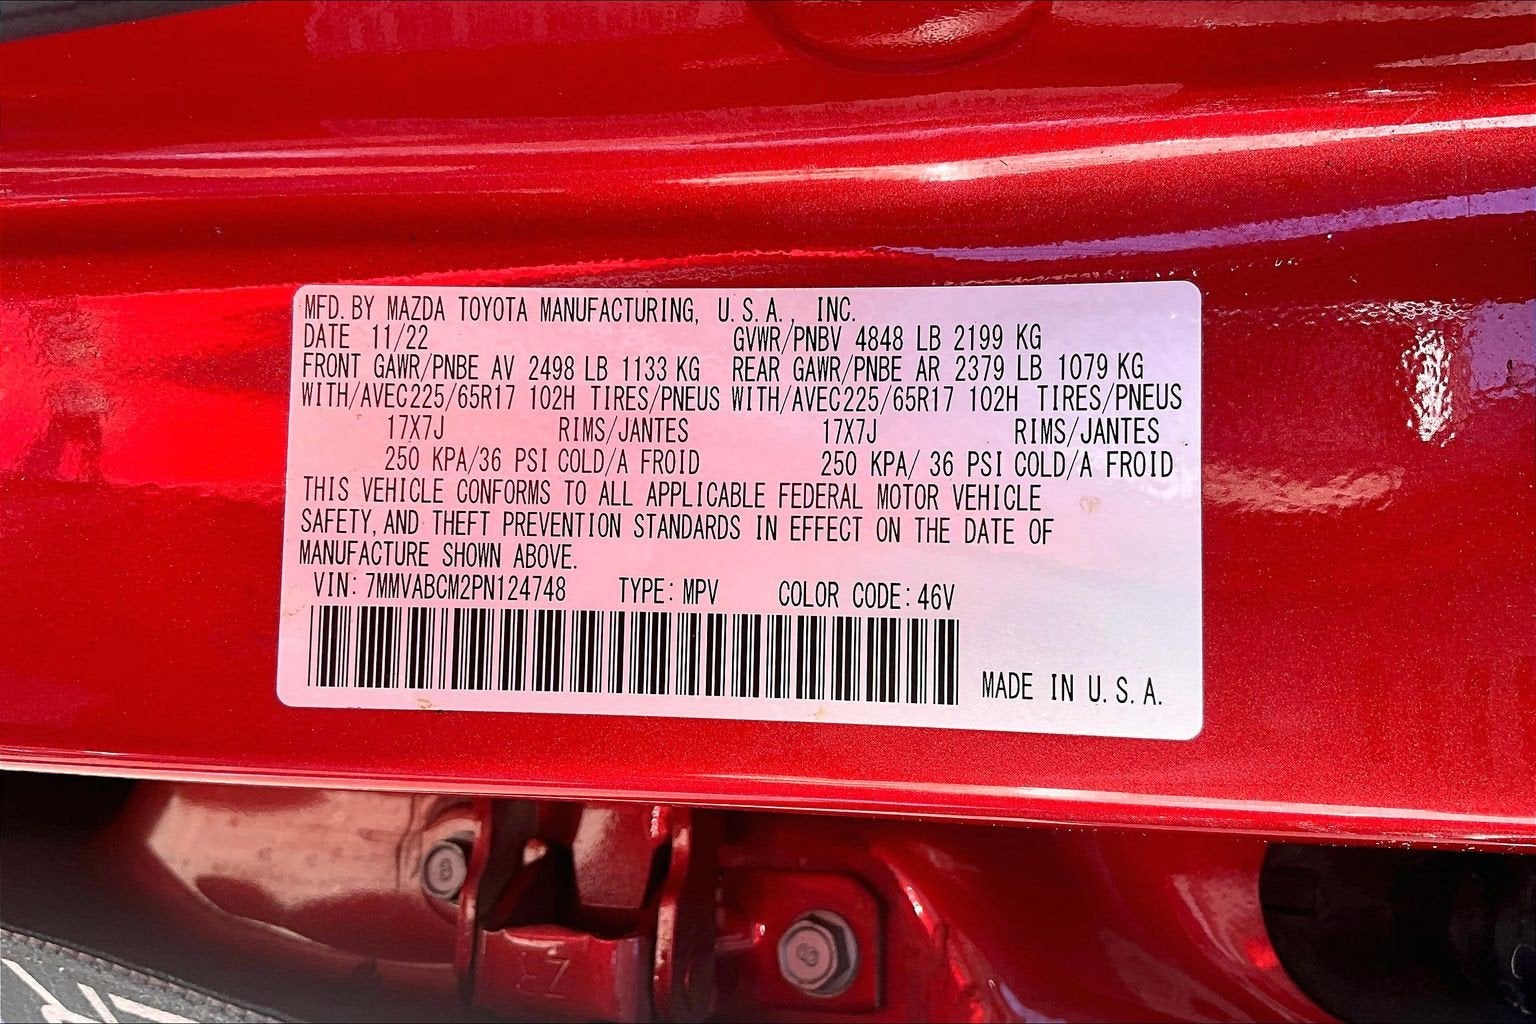 MFD. BY MAZDA TOYOTA MANUFACTURING, U.S.A., INC.
DATE 11/22 GVWR/PNBV 4848 LB 2199 KG
FRONT GAWR/PNBE AV 2498 LB 1133 KG REAR GAWR/PNBE AR 2379 LB 1079 KG
WITH/AVEC225/65R17 102H TIRES/PNEUS WITH/AVEC225/65R17 102H TIRES/PNEUS
17X7J RIMS/JANTES 17X7J RIMS/JANTES
250 KPA/36 PSI COLD/A FROID 250 KPA/ 36 PSI COLD/A FROID
THIS VEHICLE CONFORMS TO ALL APPLICABLE FEDERAL MOTOR VEHICLE
SAFETY, AND THEFT PREVENTION STANDARDS IN EFFECT ON THE DATE OF
MANUFACTURE SHOWN ABOVE.
VIN: 7MMVABCM2PN124748 TYPE: MPV COLOR CODE: 46V
MADE IN U.S.A.